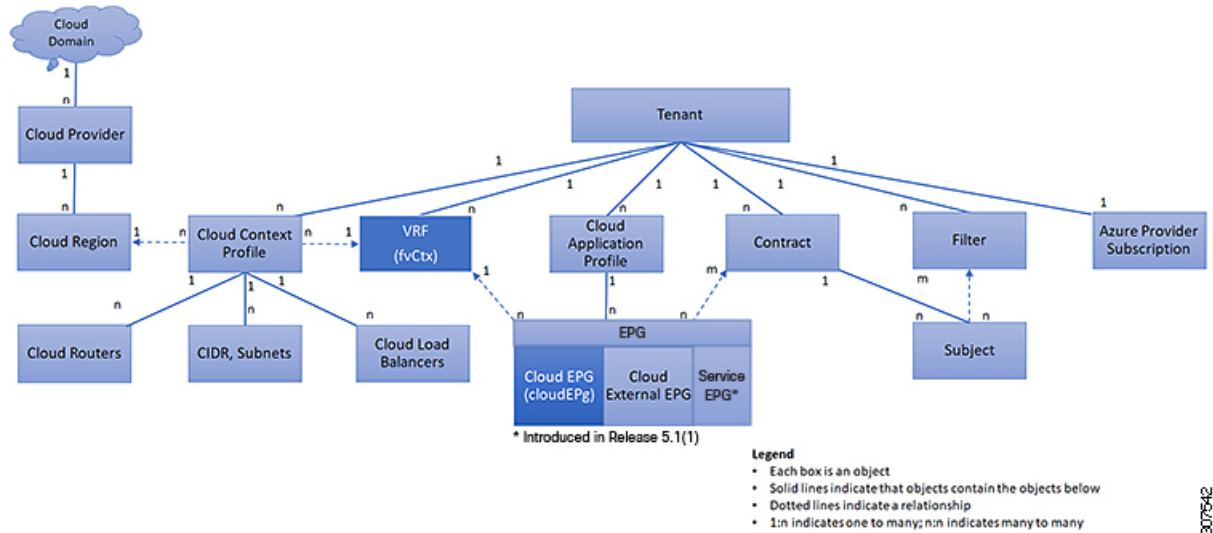 Cloud
Domain
1
n
Cloud Provider
1
n
Cloud Region
Tenant
1
1
1
1
1
1
1
n
n
n
n
n
1
Cloud Context
Profile
VRF
(fvCtx)
Cloud
Application
Profile
Contract
Filter
Azure Provider
Subscription
1
n
n
1
1
1
1
1
1
m
1
m
n
n
n
n
n
n
n
n
Cloud Routers
CIDR, Subnets
Cloud Load
Balancers
EPG
Cloud EPG
(cloudEPg)
Cloud
External EPG
Service
EPG*
Subject
* Introduced in Release 5.1(1)
Legend
• Each box is an object
• Solid lines indicate that objects contain the objects below
• Dotted lines indicate a relationship
• 1:n indicates one to many; n:n indicates many to many
307542